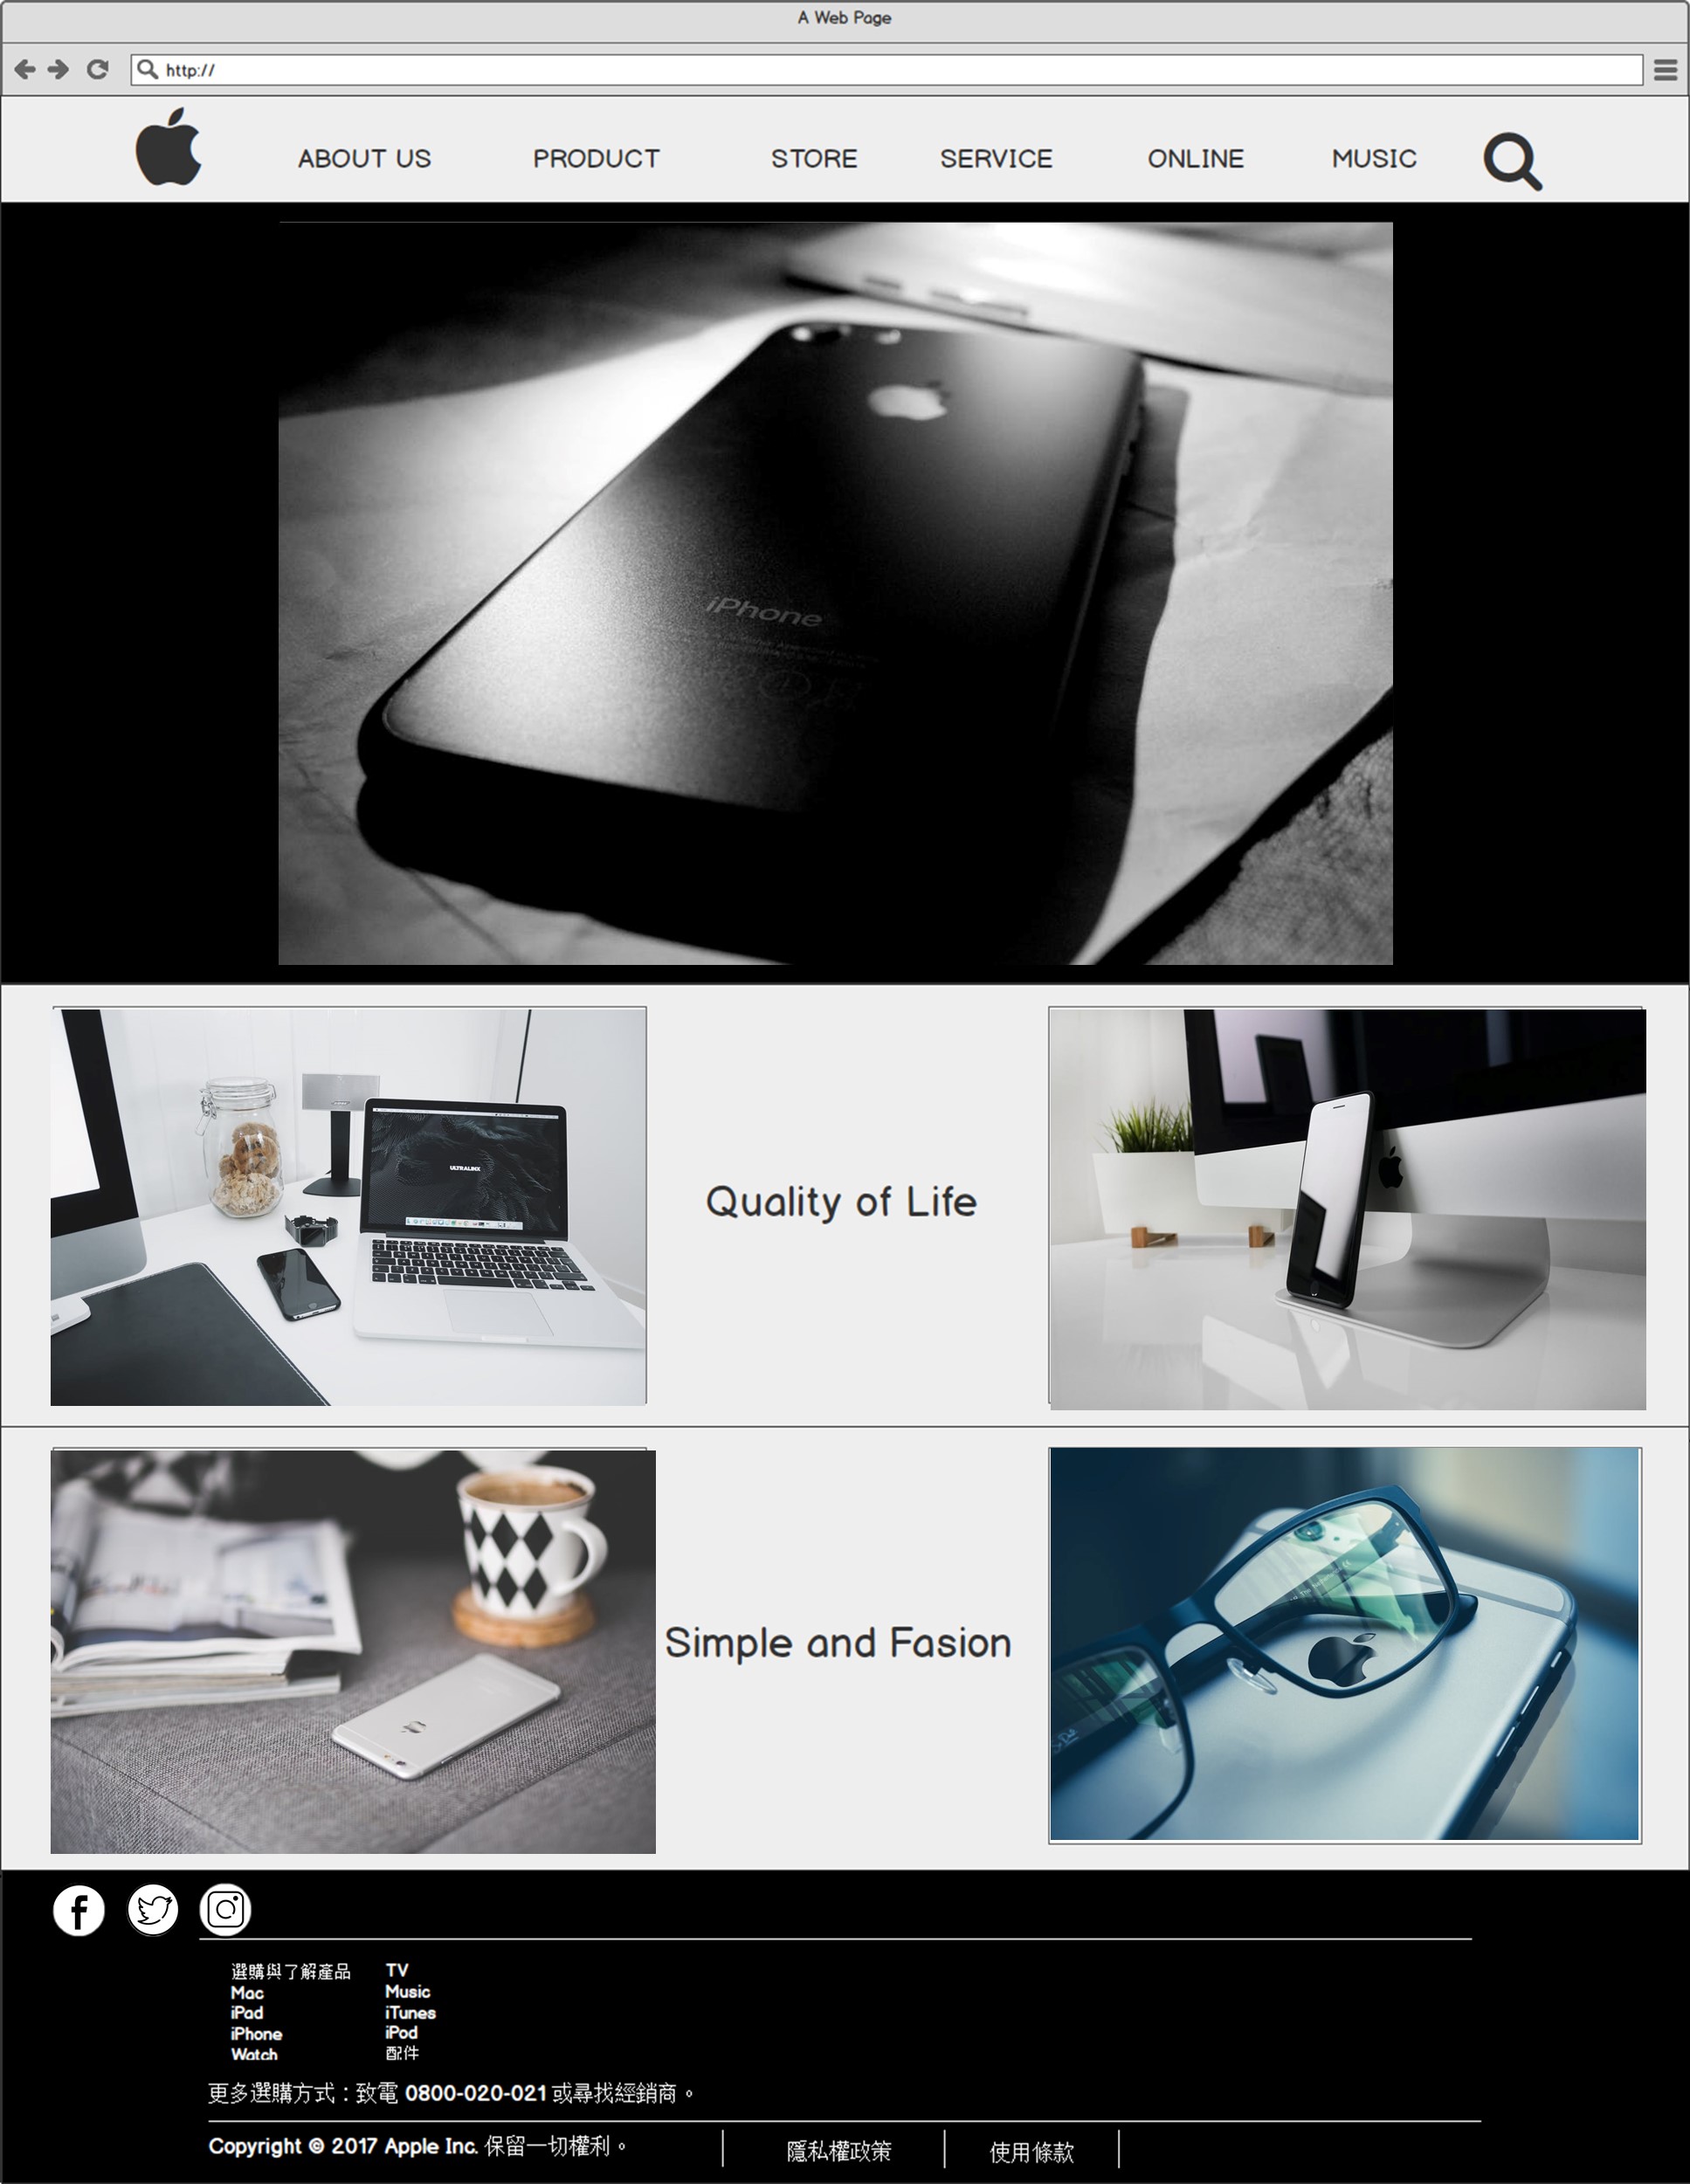 A Web Page
http://
ABOUT US PRODUCT STORE SERVICE ONLINE MUSIC
iPhone
ULTRALINX
Quality of Life
Simple and Fasion
選購與了解產品
Mac
iPad
iPhone
Watch
TV
Music
iTunes
iPod
配件
更多選購方式：致電 0800-020-021 或尋找經銷商。
Copyright © 2017 Apple Inc. 保留一切權利。
隱私權政策
使用條款